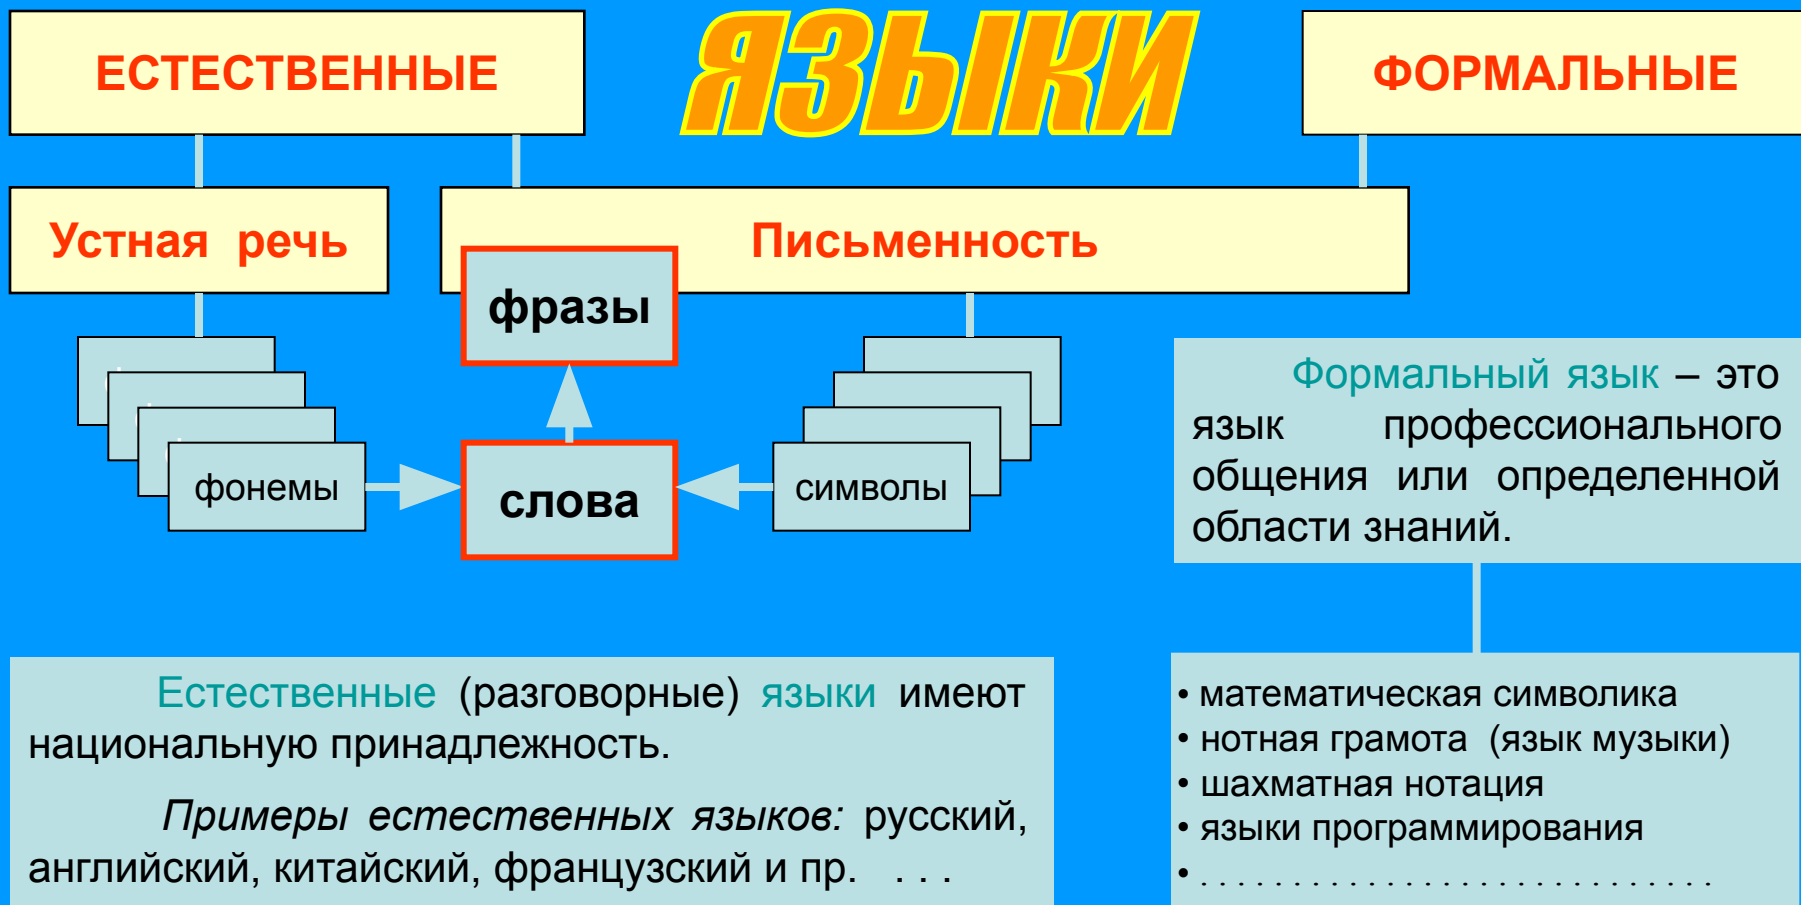 ЯЗЫКИ
ЕСТЕСТВЕННЫЕ
ФОРМАЛЬНЫЕ
Устная речь
Письменность
фразы
фонемы
слова
символы
Формальный язык – это
язык профессионального
общения или определенной
области знаний.
Естественные (разговорные) языки имеют
национальную принадлежность.
Примеры естественных языков: русский,
английский, китайский, французский и пр. . . .
• математическая символика
• нотная грамота (язык музыки)
• шахматная нотация
• языки программирования
• . . . . . . . . . . . . . . . . . . . . . . . . . . . .